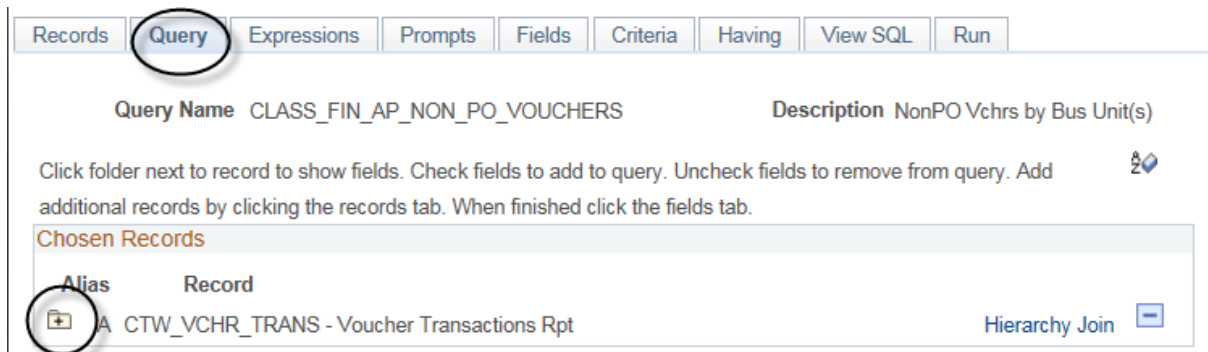 Records Query Expressions Prompts Fields Criteria Having View SQL Run
Query Name CLASS_FIN_AP_NON_PO_VOUCHERS Description NonPO Vchrs by Bus Unit(s)
Click folder next to record to show fields. Check fields to add to query. Uncheck fields to remove from query. Add
additional records by clicking the records tab. When finished click the fields tab.
Chosen Records
Alias Record
A CTW_VCHR_TRANS - Voucher Transactions Rpt Hierarchy Join